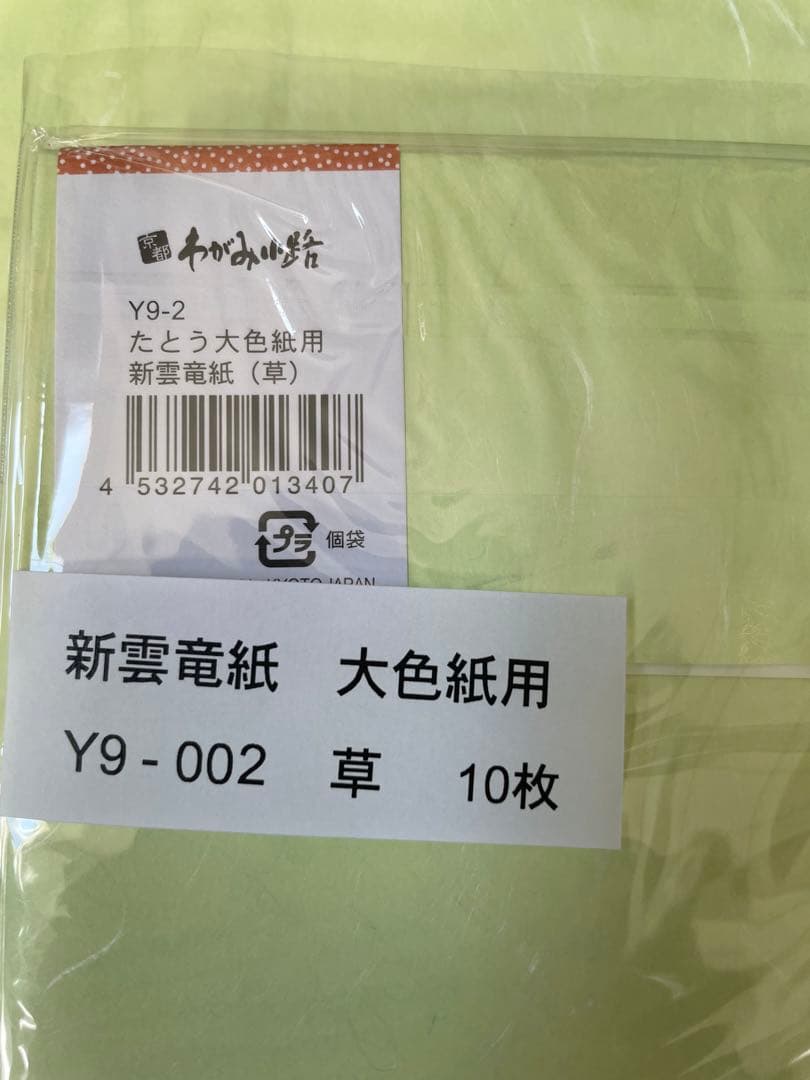 京都 わがみ小路
Y9-2
たとう大色紙用
新雲竜紙（草）
4 532742 013407
プラ 個袋
KYOTO JAPAN
新雲竜紙 大色紙用
Y9-002 草 10枚